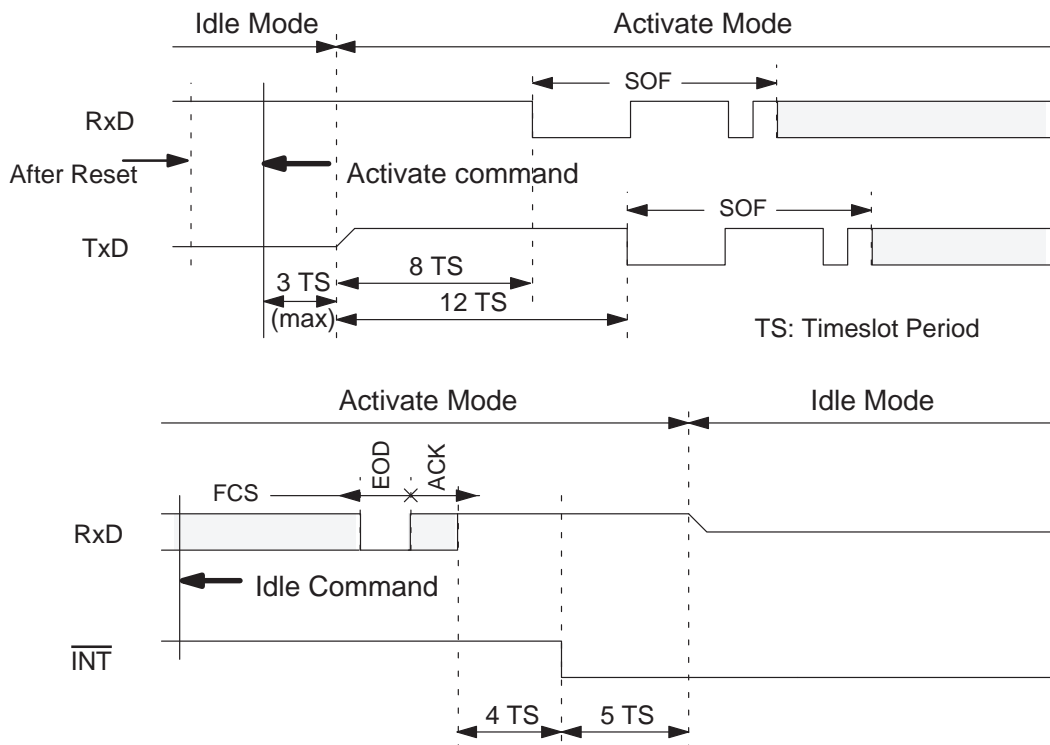 Idle Mode
Activate Mode
SOF
RxD
After Reset
Activate command
SOF
TxD
8 TS
3 TS
(max)
12 TS
TS: Timeslot Period
Activate Mode
Idle Mode
EOD
ACK
FCS
RxD
Idle Command
INT
4 TS
5 TS